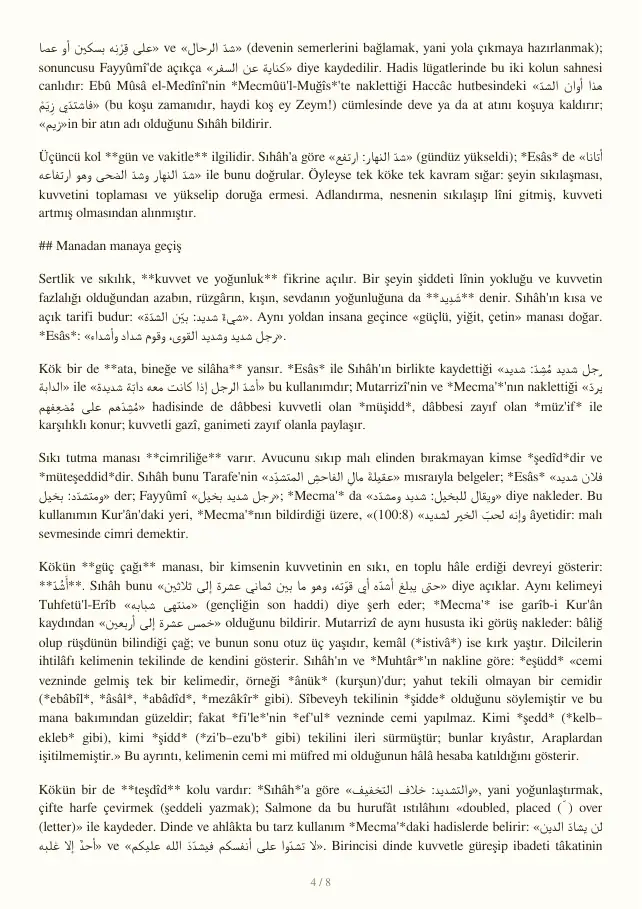 على قِرْنِه بسكين أو عصا» ve «شدّ الرحال» (devenin semerlerini bağlamak, yani yola çıkmaya hazırlanmak);
sonuncusu Fayyûmî'de açıkça «كناية عن السفر» diye kaydedilir. Hadis lügatlerinde bu iki kolun sahnesi
canlıdır: Ebû Mûsâ el-Medînî'nin *Mecmûü'l-Muğîs*'te naklettiği Haccâc hutbesindeki «هذا أوان الشدّ
فاشتدّي زِيَمْ» (bu koşu zamanıdır, haydi koş ey Zeym!) cümlesinde deve ya da at atını koşuya kaldırır;
«زيم»in bir atın adı olduğunu Sıhâh bildirir.
Üçüncü kol **gün ve vakitle** ilgilidir. Sıhâh'a göre «شدّ النهار: ارتفع» (gündüz yükseldi); *Esâs* de «أتانا
شدّ النهار وشدّ الضحى وهو ارتفاعه» ile bunu doğrular. Öyleyse tek köke tek kavram sığar: şeyin sıkılaşması,
kuvvetini toplaması ve yükselip doruğa ermesi. Adlandırma, nesnenin sıkılaşıp lîni gitmiş, kuvveti
artmış olmasından alınmıştır.
## Manadan manaya geçiş
Sertlik ve sıkılık, **kuvvet ve yoğunluk** fikrine açılır. Bir şeyin şiddeti lînin yokluğu ve kuvvetin
fazlalığı olduğundan azabın, rüzgârın, kışın, sevdanın yoğunluğuna da **شَدِيد** denir. Sıhâh'ın kısa ve
açık tarifi budur: «شيءٌ شديد: بيّن الشدّة». Aynı yoldan insana geçince «güçlü, yiğit, çetin» manası doğar.
*Esâs*: «رجل شديد وشديد القوى، وقوم شداد وأشداء».
Kök bir de **ata, bineğe ve silâha** yansır. *Esâs* ile Sıhâh'ın birlikte kaydettiği «رجل شديد مُشِدّ: شديد
الدابة» ile «أشدّ الرجل إذا كانت معه دابّة شديدة» bu kullanımdır; Mutarrizî'nin ve *Mecma'*'nın naklettiği «يردّ
مُشِدّهم على مُضعِفهم» hadisinde de dâbbesi kuvvetli olan *müşidd*, dâbbesi zayıf olan *müz'if* ile
karşılıklı konur; kuvvetli gazî, ganimeti zayıf olanla paylaşır.
Sıkı tutma manası **cimriliğe** varır. Avucunu sıkıp malı elinden bırakmayan kimse *şedîd*dir ve
*müteşeddid*dir. Sıhâh bunu Tarafe'nin «عقيلةَ مالِ الفاحشِ المتشدّدِ» mısraıyla belgeler; *Esâs* «فلان شديد
ومتشدّد: بخيل» der; Fayyûmî «رجل شديد بخيل»; *Mecma'* da «ويقال للبخيل: شديد ومشدّد» diye nakleder. Bu
kullanımın Kur'ân'daki yeri, *Mecma'*nın bildirdiği üzere, «وإنه لحبّ الخير لشديد (100:8)» âyetidir: malı
sevmesinde cimri demektir.
Kökün **güç çağı** manası, bir kimsenin kuvvetinin en sıkı, en toplu hâle erdiği devreyi gösterir:
**أَشُدّ**. Sıhâh bunu «حتى يبلغ أشدّه أي قوّته، وهو ما بين ثماني عشرة إلى ثلاثين» diye açıklar. Aynı kelimeyi
Tuhfetü'l-Erîb «منتهى شبابه» (gençliğin son haddi) diye şerh eder; *Mecma'* ise garîb-i Kur'ân
kaydından «خمس عشرة إلى أربعين» olduğunu bildirir. Mutarrizî de aynı hususta iki görüş nakleder: bâliğ
olup rüşdünün bilindiği çağ; ve bunun sonu otuz üç yaşıdır, kemâl (*istivâ*) ise kırk yaştır. Dilcilerin
ihtilâfı kelimenin tekilinde de kendini gösterir. Sıhâh'ın ve *Muhtâr*'ın nakline göre: *eşüdd* «cemi
vezninde gelmiş tek bir kelimedir, örneği *ânük* (kurşun)'dur; yahut tekili olmayan bir cemidir
(*ebâbîl*, *âsâl*, *abâdîd*, *mezâkîr* gibi). Sîbeveyh tekilinin *şidde* olduğunu söylemiştir ve bu
mana bakımından güzeldir; fakat *fi'le*'nin *ef'ul* vezninde cemi yapılmaz. Kimi *şedd* (*kelb–
ekleb* gibi), kimi *şidd* (*zi'b–ezu'b* gibi) tekilini ileri sürmüştür; bunlar kıyâstır, Araplardan
işitilmemiştir.» Bu ayrıntı, kelimenin cemi mi müfred mi olduğunun hâlâ hesaba katıldığını gösterir.
Kökün bir de **teşdîd** kolu vardır: *Sıhâh*'a göre «والتشديد: خلاف التخفيف», yani yoğunlaştırmak,
çifte harfe çevirmek (şeddeli yazmak); Salmone da bu hurufât ıstılâhını «doubled, placed (ّ) over
(letter)» ile kaydeder. Dinde ve ahlâkta bu tarz kullanım *Mecma'*daki hadislerde belirir: «لن يشادّ الدين
أحدٌ إلا غلبه» ve «لا تشدّوا على أنفسكم فيشدّد الله عليكم». Birincisi dinde kuvvetle güreşip ibadeti tâkatinin
4 / 8